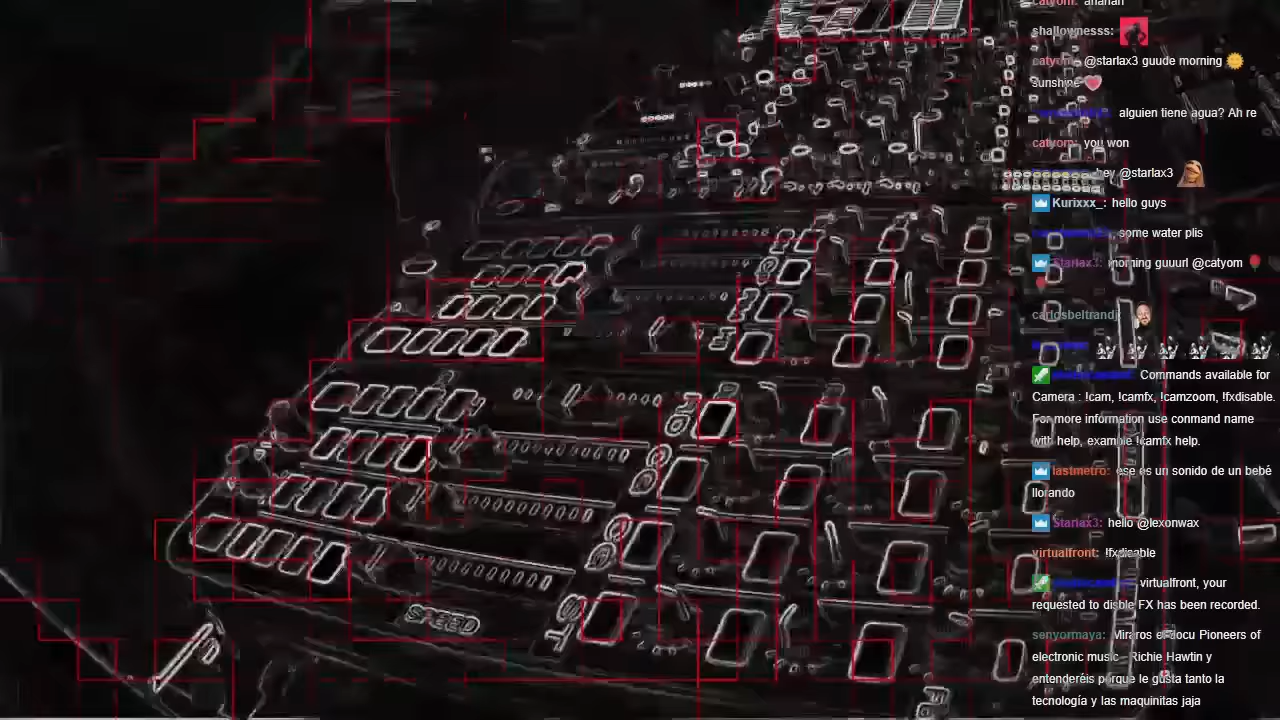 catyom: ahahah
shallownesss:
catyom: @starlax3 guude morning
sunshine
alguien tiene agua? Ah re
catyom: you won
hey @starlax3
Kurixxx_: hello guys
some water plis
Starlax3: morning guuurl @catyom
carlosbeltrandj:
Commands available for
Camera : !cam, !camfx, !camzoom, !fxdisable.
For more information use command name
with help, example !camfx help.
lastmetro: ese es un sonido de un bebé
llorando
Starlax3: hello @lexonwax
virtualfront: !fxdiable
virtualfront, your
requested to disble FX has been recorded.
senyormaya: Miraros el docu Pioneers of
electronic music - Richie Hawtin y
entenderéis porque le gusta tanto la
tecnología y las maquinitas jaja
SPEED